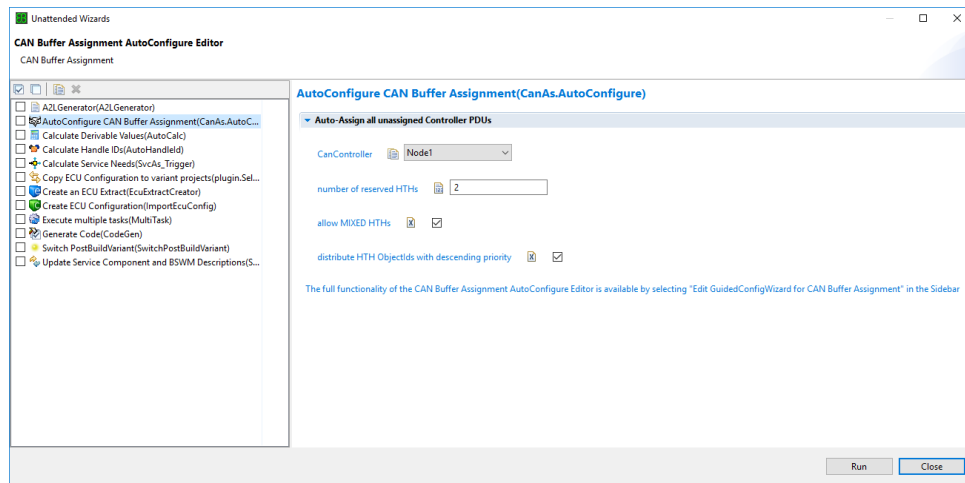 Unattended Wizards
CAN Buffer Assignment AutoConfigure Editor
CAN Buffer Assignment
A2LGenerator(A2LGenerator)
AutoConfigure CAN Buffer Assignment(CanAs.AutoC...
Calculate Derivable Values(AutoCalc)
Calculate Handle IDs(AutoHandleId)
Calculate Service Needs(SvcAs_Trigger)
Copy ECU Configuration to variant projects(plugin.Sel...
Create an ECU Extract(EcuExtractCreator)
Create ECU Configuration(ImportEcuConfig)
Execute multiple tasks(MultiTask)
Generate Code(CodeGen)
Switch PostBuildVariant(SwitchPostBuildVariant)
Update Service Component and BSWM Descriptions(S...
AutoConfigure CAN Buffer Assignment(CanAs.AutoConfigure)
Auto-Assign all unassigned Controller PDUs
CanController Node1
number of reserved HTHs 2
allow MIXED HTHs
distribute HTH ObjectIds with descending priority
The full functionality of the CAN Buffer Assignment AutoConfigure Editor is available by selecting "Edit GuidedConfigWizard for CAN Buffer Assignment" in the Sidebar
Run Close